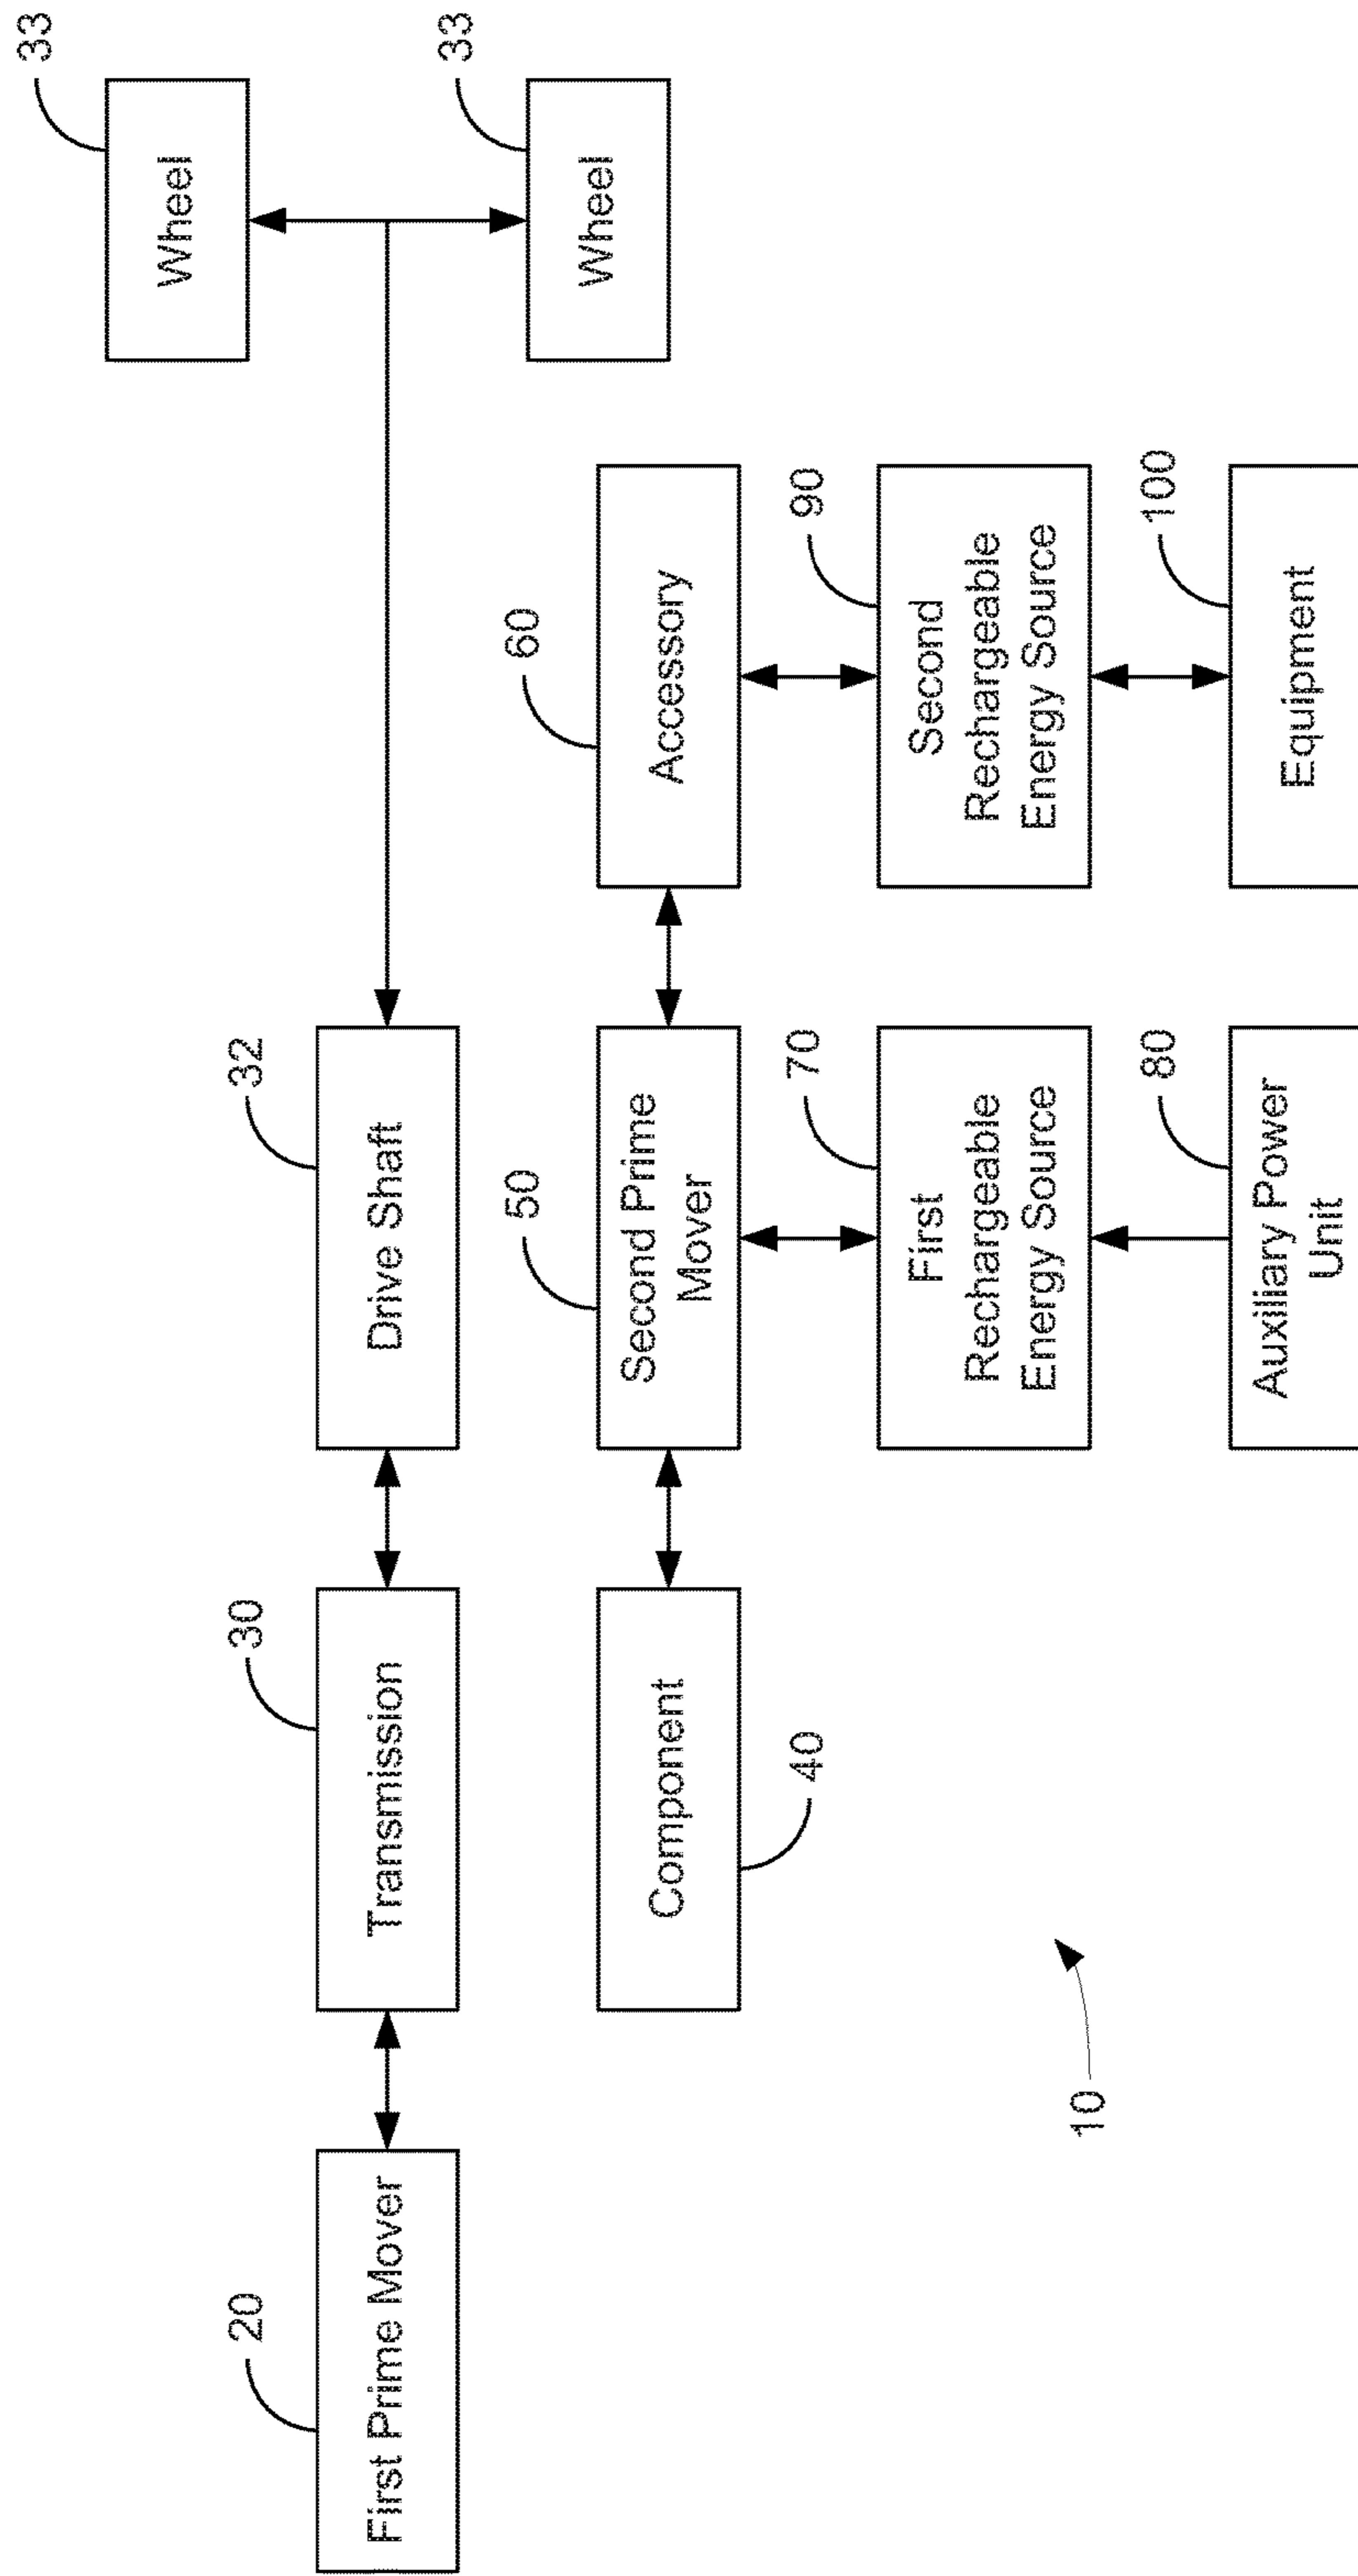 33
Wheel
20
First Prime Mover
30
Transmission
32
Drive Shaft
33
Wheel
40
Component
50
Second Prime
Mover
60
Accessory
70
First
Rechargeable
Energy Source
90
Second
Rechargeable
Energy Source
10
80
Auxiliary Power
Unit
100
Equipment